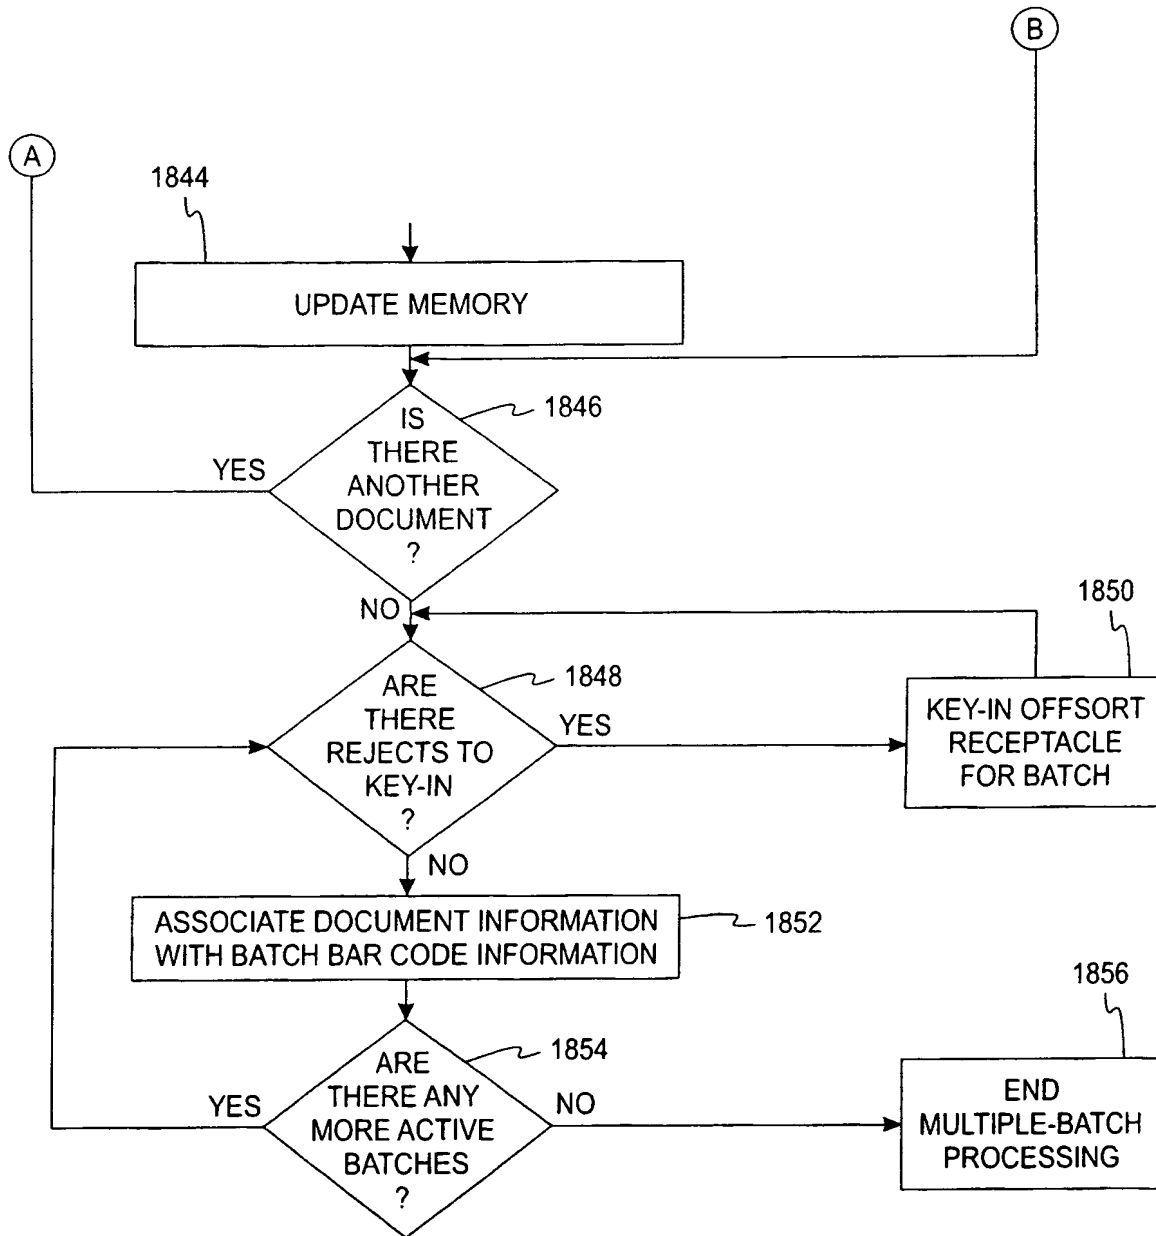 B
A
1844
UPDATE MEMORY
1846
IS
THERE
ANOTHER
DOCUMENT
?
YES
NO
1850
1848
ARE
THERE
REJECTS TO
KEY-IN
?
YES
KEY-IN OFFSORT
RECEPTACLE
FOR BATCH
NO
ASSOCIATE DOCUMENT INFORMATION
WITH BATCH BAR CODE INFORMATION
1852
1856
1854
ARE
THERE ANY
MORE ACTIVE
BATCHES
?
YES
NO
END
MULTIPLE-BATCH
PROCESSING